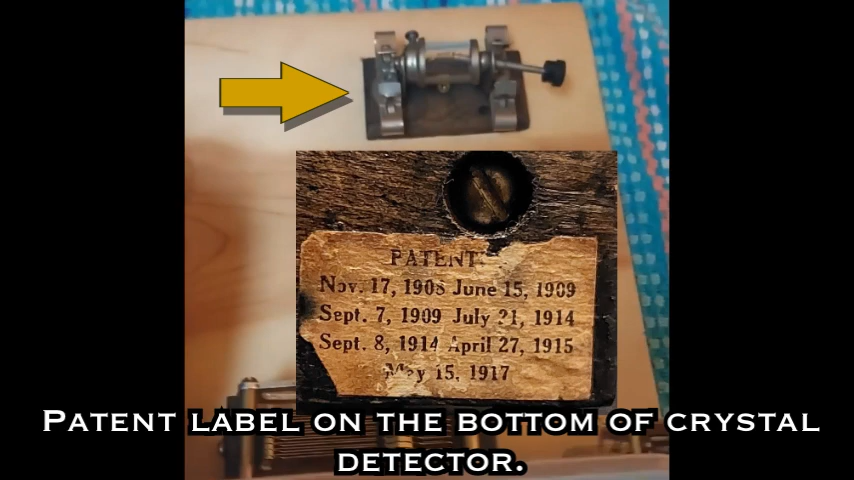 PATENT
Nov. 17, 1908 June 15, 1909
Sept. 7, 1909 July 21, 1914
Sept. 8, 1914 April 27, 1915
May 15, 1917
PATENT LABEL ON THE BOTTOM OF CRYSTAL
DETECTOR.